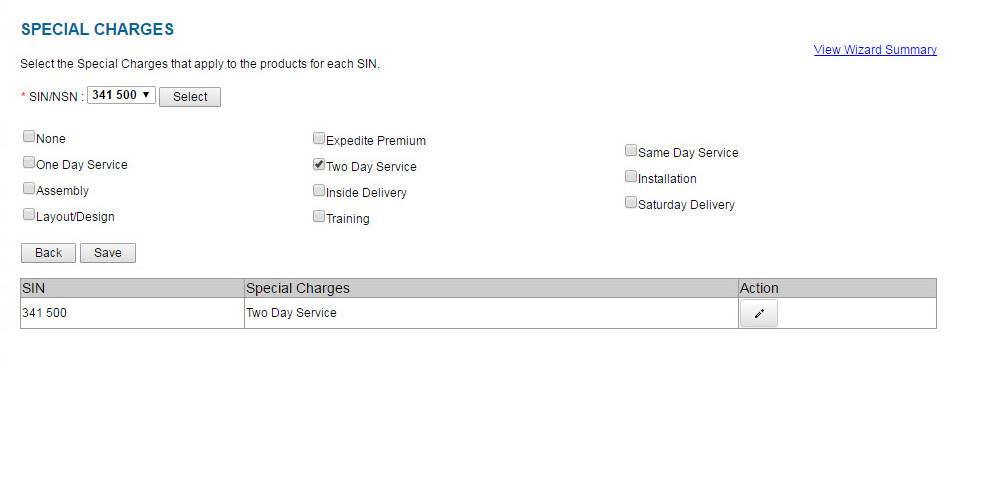 SPECIAL CHARGES
View Wizard Summary
Select the Special Charges that apply to the products for each SIN.
* SIN/NSN : 341 500 ▼ Select
None
Expedite Premium
Same Day Service
One Day Service
Two Day Service
Installation
Assembly
Inside Delivery
Saturday Delivery
Layout/Design
Training
Back Save
SIN Special Charges Action
341 500 Two Day Service